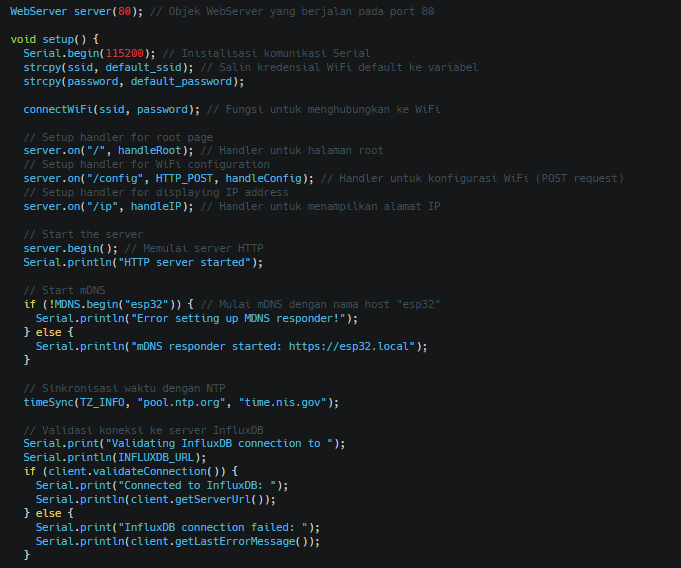 WebServer server(80); // Objek WebServer yang berjalan pada port 80
void setup() {
Serial.begin(115200); // Inisialisasi komunikasi Serial
strcpy(ssid, default_ssid); // Salin kredensial WiFi default ke variabel
strcpy(password, default_password);
connectWiFi(ssid, password); // Fungsi untuk menghubungkan ke WiFi
// Setup handler for root page
server.on("/", handleRoot); // Handler untuk halaman root
// Setup handler for WiFi configuration
server.on("/config", HTTP_POST, handleConfig); // Handler untuk konfigurasi WiFi (POST request)
// Setup handler for displaying IP address
server.on("/ip", handleIP); // Handler untuk menampilkan alamat IP
// Start the server
server.begin(); // Memulai server HTTP
Serial.println("HTTP server started");
// Start mDNS
if (!MDNS.begin("esp32")) { // Mulai mDNS dengan nama host "esp32"
Serial.println("Error setting up MDNS responder!");
} else {
Serial.println("mDNS responder started: https://esp32.local");
}
// Sinkronisasi waktu dengan NTP
timeSync(TZ_INFO, "pool.ntp.org", "time.nis.gov");
// Validasi koneksi ke server InfluxDB
Serial.print("Validating InfluxDB connection to ");
Serial.println(INFLUXDB_URL);
if (client.validateConnection()) {
Serial.print("Connected to InfluxDB: ");
Serial.println(client.getServerUrl());
} else {
Serial.print("InfluxDB connection failed: ");
Serial.println(client.getLastErrorMessage());
}